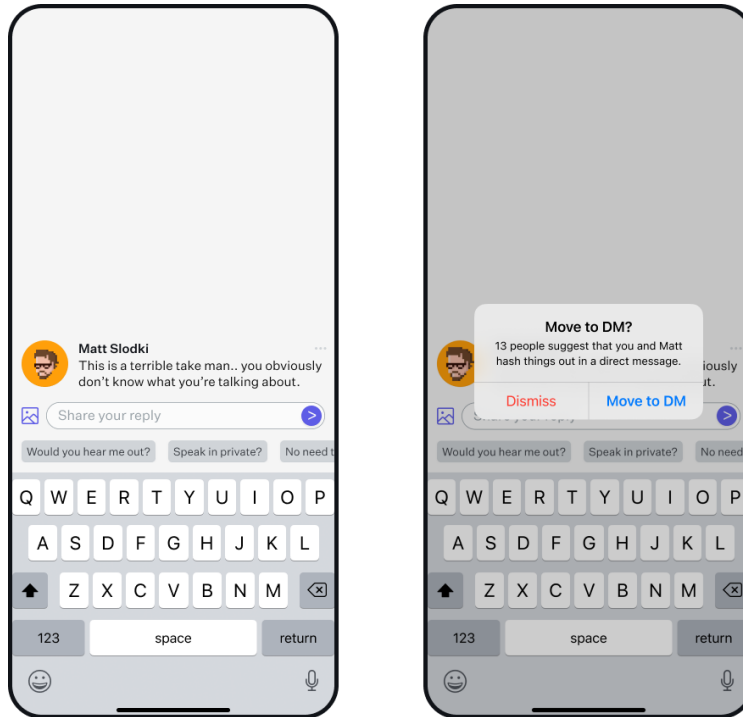 Matt Slodki
This is a terrible take man.. you obviously
don't know what you're talking about.
Share your reply
Would you hear me out? Speak in private? No need
Q W E R T Y U I O P
A S D F G H J K L
Z X C V B N M
123 space return
Move to DM?
13 people suggest that you and Matt
hash things out in a direct message.
Dismiss Move to DM
Would you hear me out? Speak in private? No need
Q W E R T Y U I O P
A S D F G H J K L
Z X C V B N M
123 space return